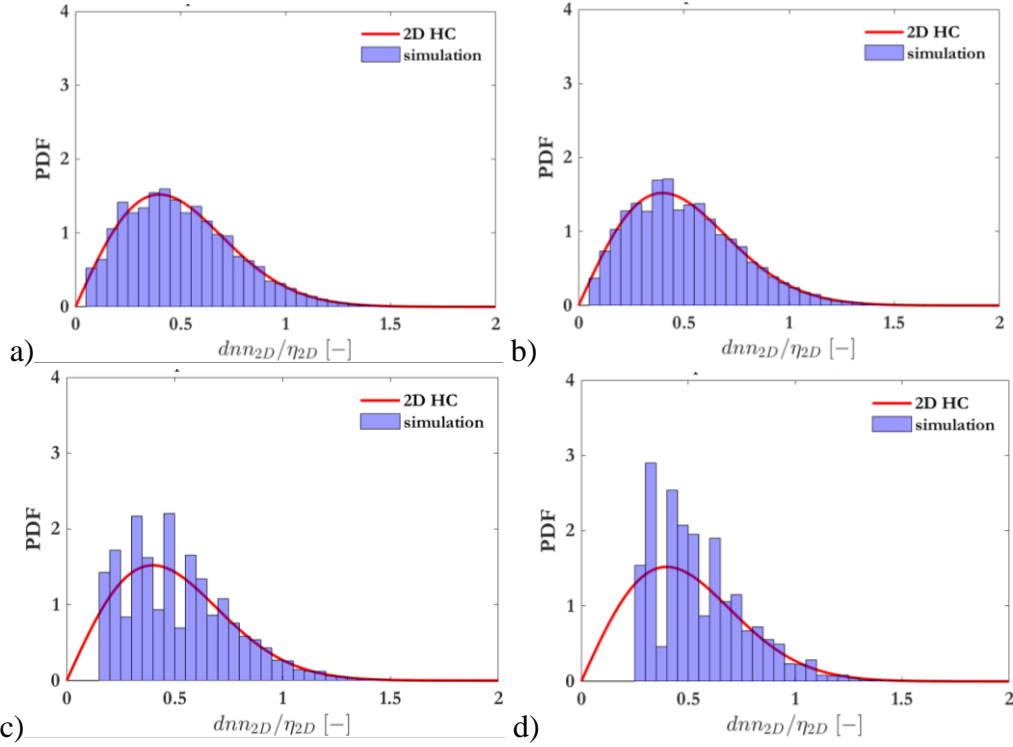 4
2D HC
simulation
3
PDF
2
1
0
0 0.5 1 1.5 2
dnn2D/η2D [−]
a)
4
2D HC
simulation
3
PDF
2
1
0
0 0.5 1 1.5 2
dnn2D/η2D [−]
b)
4
2D HC
simulation
3
PDF
2
1
0
0 0.5 1 1.5 2
dnn2D/η2D [−]
c)
4
2D HC
simulation
3
PDF
2
1
0
0 0.5 1 1.5 2
dnn2D/η2D [−]
d)